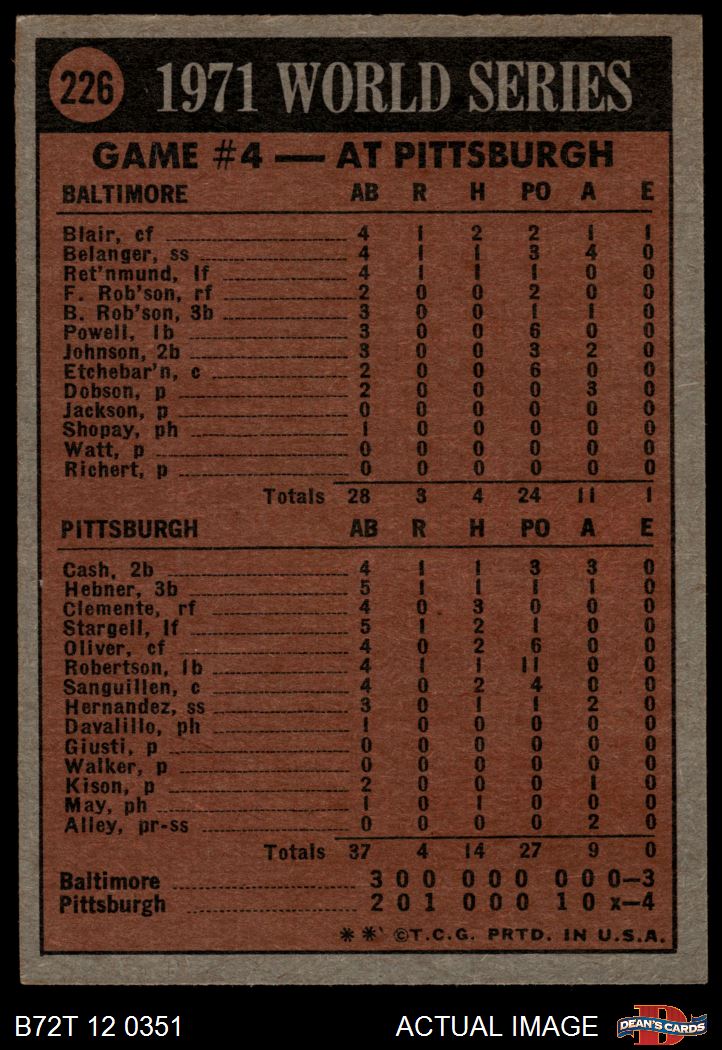 226 1971 WORLD SERIES
GAME #4 — AT PITTSBURGH
BALTIMORE AB R H PO A E
Blair, cf 4 1 2 2 1 1
Belanger, ss 4 1 1 3 4 0
Ret'nmund, lf 4 1 1 1 0 0
F. Rob'son, rf 2 0 0 2 0 0
B. Rob'son, 3b 3 0 0 1 1 0
Powell, 1b 3 0 0 6 0 0
Johnson, 2b 3 0 0 3 2 0
Etchebar'n, c 2 0 0 6 0 0
Dobson, p 2 0 0 0 3 0
Jackson, p 0 0 0 0 0 0
Shopay, ph 1 0 0 0 0 0
Watt, p 0 0 0 0 0 0
Richert, p 0 0 0 0 0 0
Totals 28 3 4 24 11 1
PITTSBURGH AB R H PO A E
Cash, 2b 4 1 1 3 3 0
Hebner, 3b 5 1 1 1 1 0
Clemente, rf 4 0 3 0 0 0
Stargell, lf 5 1 2 1 0 0
Oliver, cf 4 0 2 6 0 0
Robertson, 1b 4 1 1 11 0 0
Sanguillen, c 4 0 2 4 0 0
Hernandez, ss 3 0 1 1 2 0
Davalillo, ph 1 0 0 0 0 0
Giusti, p 0 0 0 0 0 0
Walker, p 0 0 0 0 0 0
Kison, p 2 0 0 0 1 0
May, ph 1 0 1 0 0 0
Alley, pr-ss 0 0 0 0 2 0
Totals 37 4 14 27 9 0
Baltimore 3 0 0 0 0 0 0 0 0—3
Pittsburgh 2 0 1 0 0 0 1 0 x—4
** ©T.C.G. PRTD. IN U.S.A.
B72T 12 0351 ACTUAL IMAGE D DEAN'S CARDS